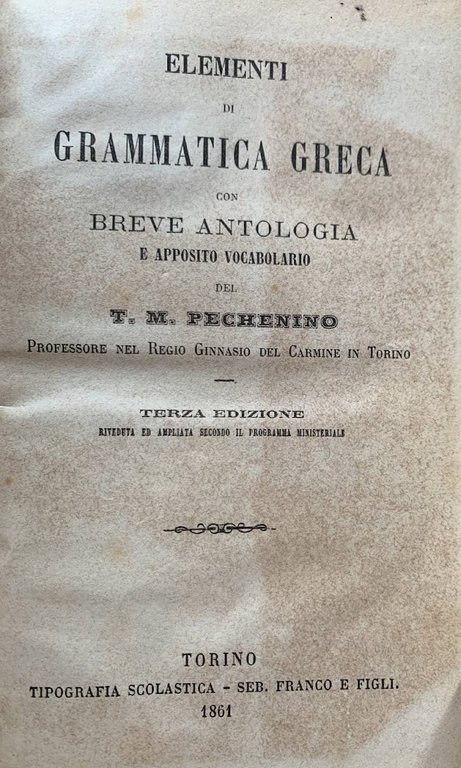 ELEMENTI
DI
GRAMMATICA GRECA
CON
BREVE ANTOLOGIA
E APPOSITO VOCABOLARIO
DEL
T. M. PECHENINO
PROFESSORE NEL REGIO GINNASIO DEL CARMINE IN TORINO
TERZA EDIZIONE
RIVEDUTA ED AMPLIATA SECONDO IL PROGRAMMA MINISTERIALE
TORINO
TIPOGRAFIA SCOLASTICA - SEB. FRANCO E FIGLI.
1861